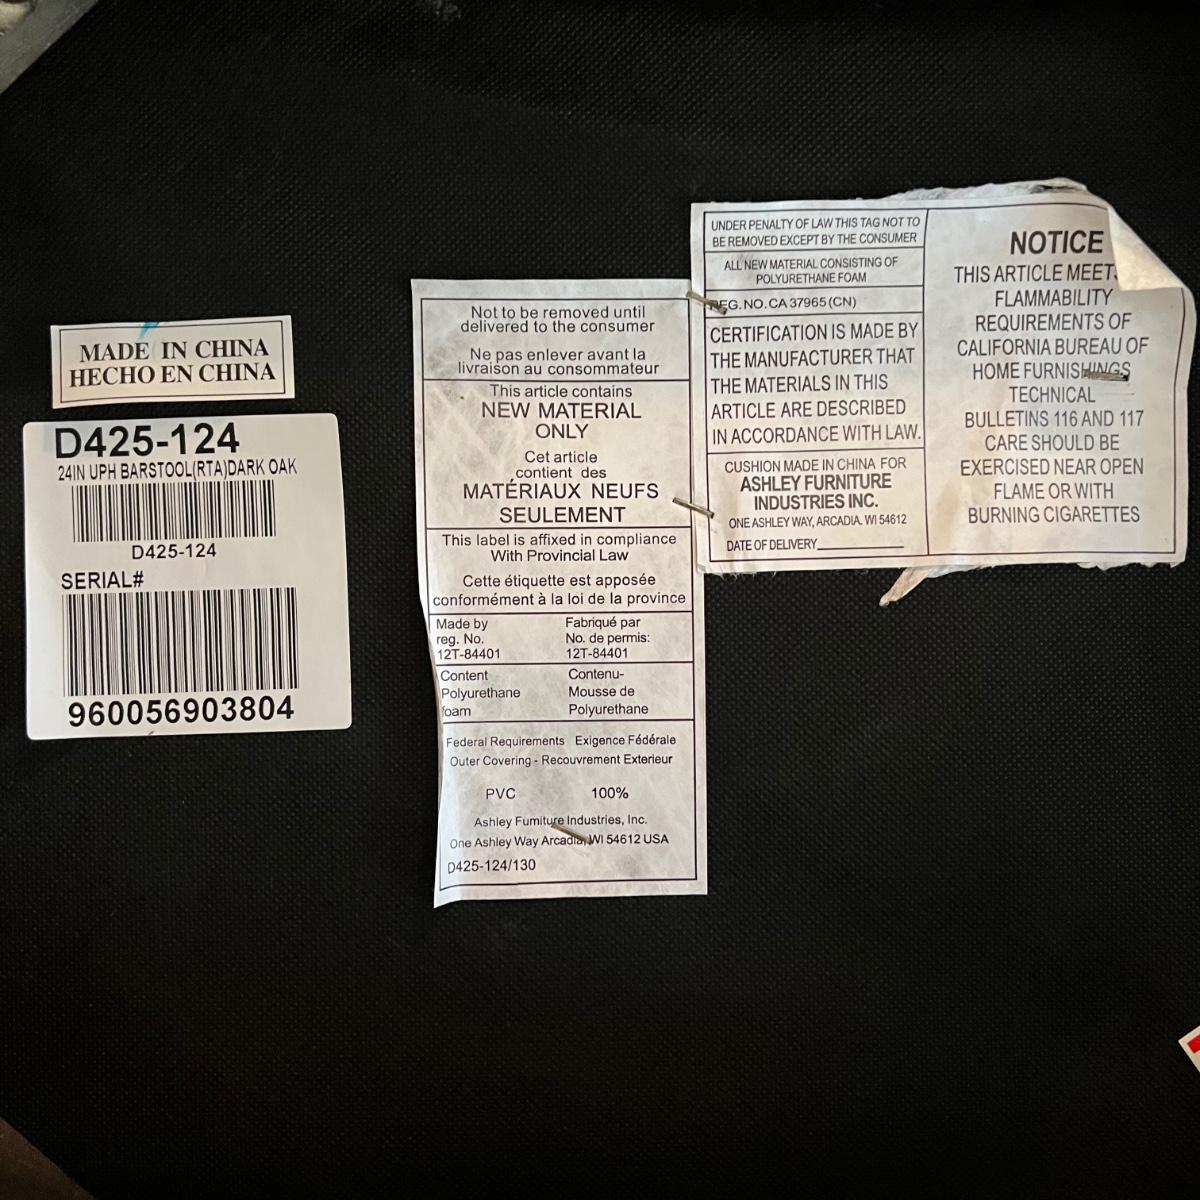 MADE IN CHINA
HECHO EN CHINA
D425-124
24IN UPH BARSTOOL(RTA)DARK OAK
D425-124
SERIAL#
960056903804
Not to be removed until
delivered to the consumer
Ne pas enlever avant la
livraison au consommateur
This article contains
NEW MATERIAL
ONLY
Cet article
contient des
MATÉRIAUX NEUFS
SEULEMENT
This label is affixed in compliance
With Provincial Law
Cette étiquette est apposée
conformément à la loi de la province
Made by Fabriqué par
reg. No. No. de permis:
12T-84401 12T-84401
Content Contenu-
Polyurethane Mousse de
foam Polyurethane
Federal Requirements Exigence Fédérale
Outer Covering - Recouvrement Exterieur
PVC 100%
Ashley Furniture Industries, Inc.
One Ashley Way Arcadia, WI 54612 USA
D425-124/130
UNDER PENALTY OF LAW THIS TAG NOT TO
BE REMOVED EXCEPT BY THE CONSUMER
ALL NEW MATERIAL CONSISTING OF
POLYURETHANE FOAM
REG. NO. CA 37965 (CN)
CERTIFICATION IS MADE BY
THE MANUFACTURER THAT
THE MATERIALS IN THIS
ARTICLE ARE DESCRIBED
IN ACCORDANCE WITH LAW.
CUSHION MADE IN CHINA FOR
ASHLEY FURNITURE
INDUSTRIES INC.
ONE ASHLEY WAY, ARCADIA. WI 54612
DATE OF DELIVERY
NOTICE
THIS ARTICLE MEETS
FLAMMABILITY
REQUIREMENTS OF
CALIFORNIA BUREAU OF
HOME FURNISHINGS
TECHNICAL
BULLETINS 116 AND 117
CARE SHOULD BE
EXERCISED NEAR OPEN
FLAME OR WITH
BURNING CIGARETTES